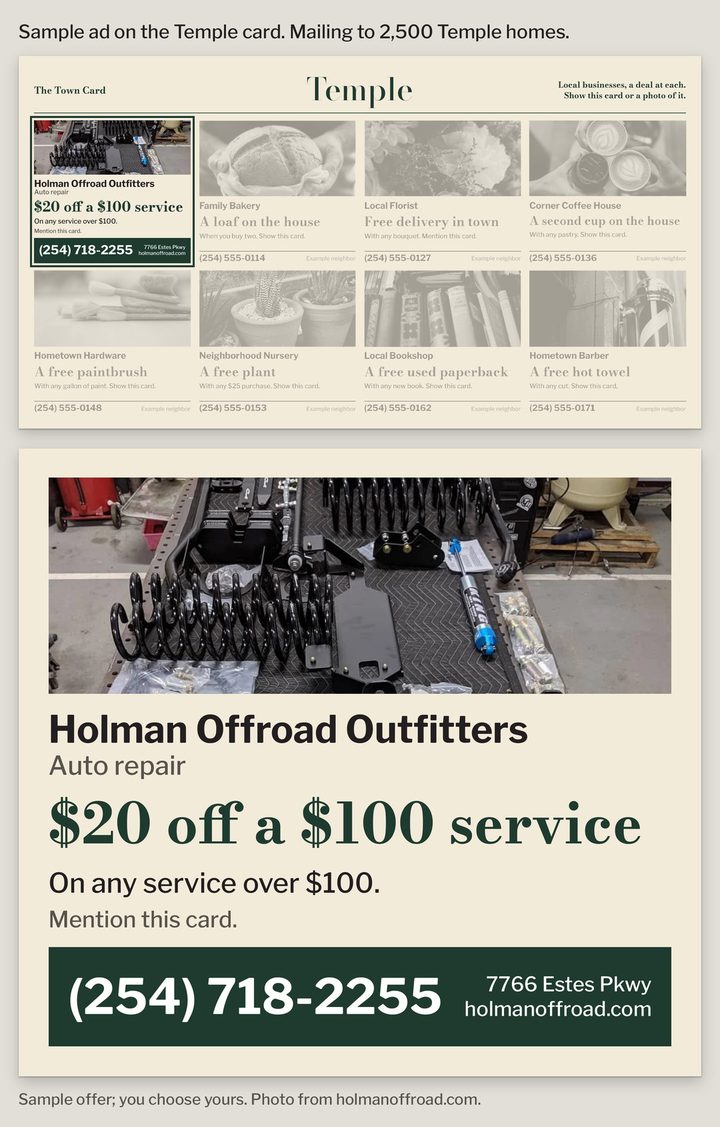 Sample ad on the Temple card. Mailing to 2,500 Temple homes.
The Town Card
Temple
Local businesses, a deal at each.
Show this card or a photo of it.
Holman Offroad Outfitters
Auto repair
$20 off a $100 service
On any service over $100.
Mention this card.
(254) 718-2255
7766 Estes Pkwy
holmanoffroad.com
Family Bakery
A loaf on the house
When you buy two. Show this card.
(254) 555-0114
Example neighbor
Local Florist
Free delivery in town
With any bouquet. Mention this card.
(254) 555-0127
Example neighbor
Corner Coffee House
A second cup on the house
With any pastry. Show this card.
(254) 555-0136
Example neighbor
Hometown Hardware
A free paintbrush
With any gallon of paint. Show this card.
(254) 555-0148
Example neighbor
Neighborhood Nursery
A free plant
With any $25 purchase. Show this card.
(254) 555-0153
Example neighbor
Local Bookshop
A free used paperback
With any new book. Show this card.
(254) 555-0162
Example neighbor
Hometown Barber
A free hot towel
With any cut. Show this card.
(254) 555-0171
Example neighbor
Holman Offroad Outfitters
Auto repair
$20 off a $100 service
On any service over $100.
Mention this card.
(254) 718-2255
7766 Estes Pkwy
holmanoffroad.com
Sample offer; you choose yours. Photo from holmanoffroad.com.